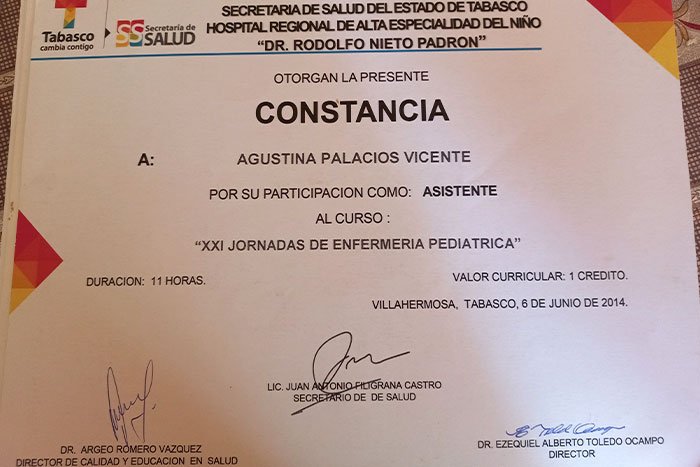 Tabasco
cambia contigo
SS Secretaría de
SALUD
SECRETARIA DE SALUD DEL ESTADO DE TABASCO
HOSPITAL REGIONAL DE ALTA ESPECIALIDAD DEL NIÑO
“DR. RODOLFO NIETO PADRON”
OTORGAN LA PRESENTE
CONSTANCIA
A: AGUSTINA PALACIOS VICENTE
POR SU PARTICIPACION COMO: ASISTENTE
AL CURSO :
“XXI JORNADAS DE ENFERMERIA PEDIATRICA”
DURACION: 11 HORAS. VALOR CURRICULAR: 1 CREDITO.
VILLAHERMOSA, TABASCO, 6 DE JUNIO DE 2014.
LIC. JUAN ANTONIO FILIGRANA CASTRO
SECRETARIO DE DE SALUD
DR. ARGEO ROMERO VAZQUEZ
DIRECTOR DE CALIDAD Y EDUCACION EN SALUD
DR. EZEQUIEL ALBERTO TOLEDO OCAMPO
DIRECTOR